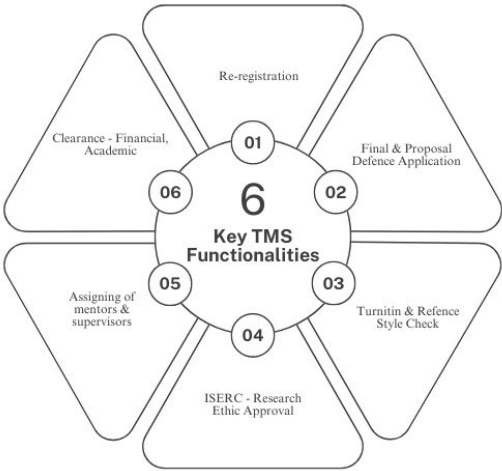 Re-registration
01
Final & Proposal
Defence Application
02
Turnitin & Refence
Style Check
03
ISERC - Research
Ethic Approval
04
Assigning of
mentors &
supervisors
05
Clearance - Financial,
Academic
06
6
Key TMS
Functionalities